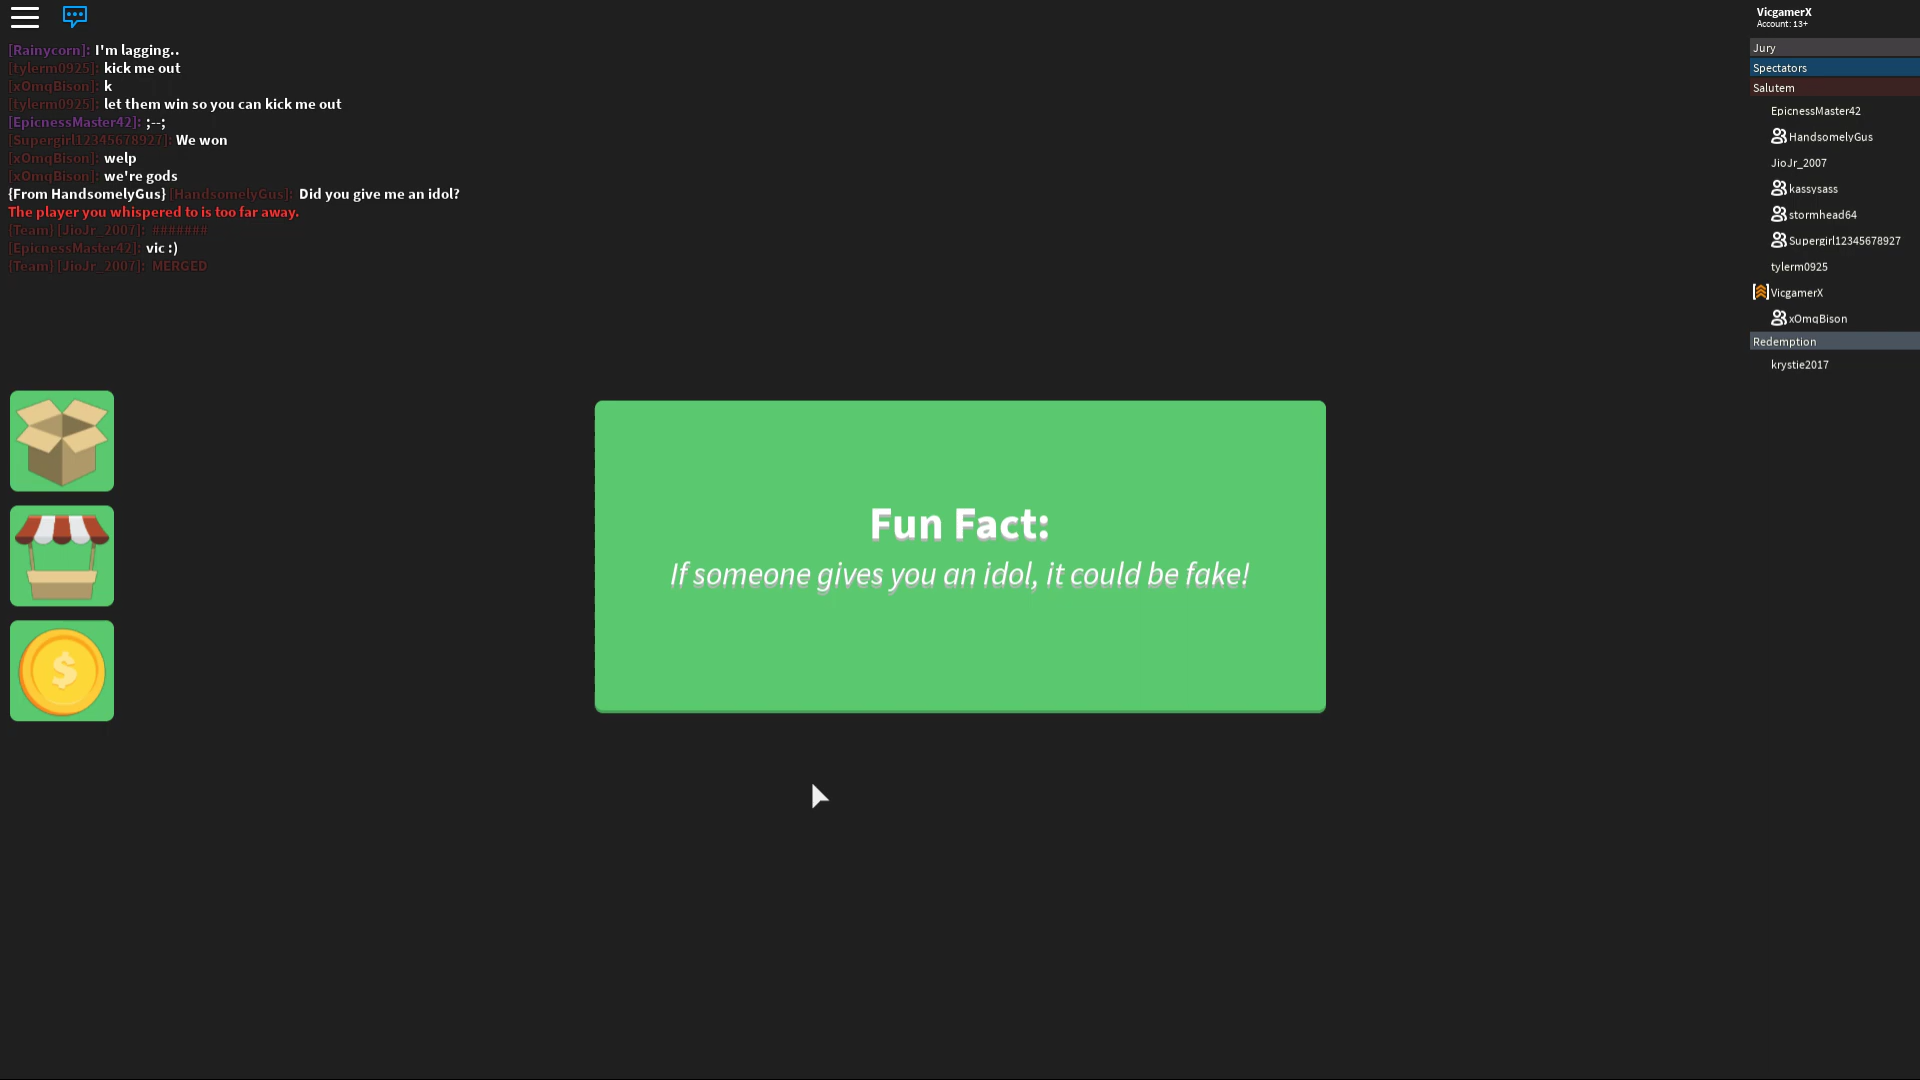 [Rainycorn]: I'm lagging..
[tylerm0925]: kick me out
[xOmqBison]: k
[tylerm0925]: let them win so you can kick me out
[EpicnessMaster42]: ;--;
[Supergirl12345678927]: We won
[xOmqBison]: welp
[xOmqBison]: we're gods
{From HandsomelyGus} [HandsomelyGus]: Did you give me an idol?
The player you whispered to is too far away.
{Team} [JioJr_2007]: #######
[EpicnessMaster42]: vic :)
{Team} [JioJr_2007]: MERGED
Fun Fact:
If someone gives you an idol, it could be fake!
VicgamerX
Account: 13+
Jury
Spectators
Salutem
EpicnessMaster42
HandsomelyGus
JioJr_2007
kassysass
stormhead64
Supergirl12345678927
tylerm0925
VicgamerX
xOmqBison
Redemption
krystie2017